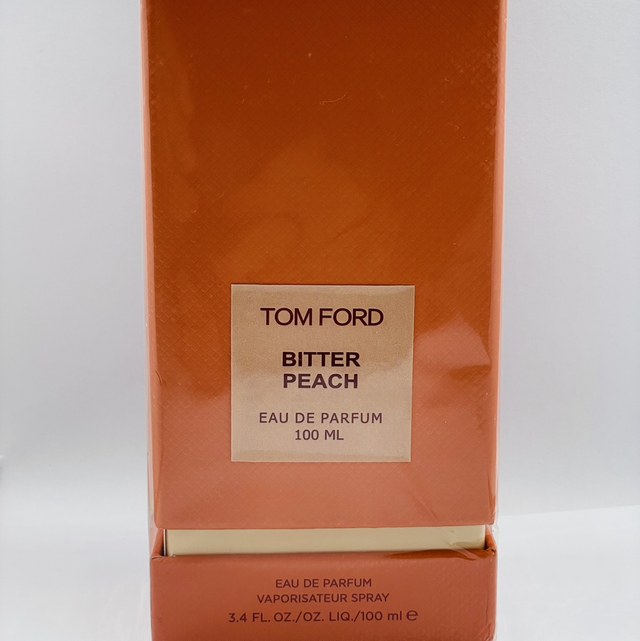 TOM FORD
BITTER
PEACH
EAU DE PARFUM
100 ML
EAU DE PARFUM
VAPORISATEUR SPRAY
3.4 FL. OZ./OZ. LIQ./100 ml ℮